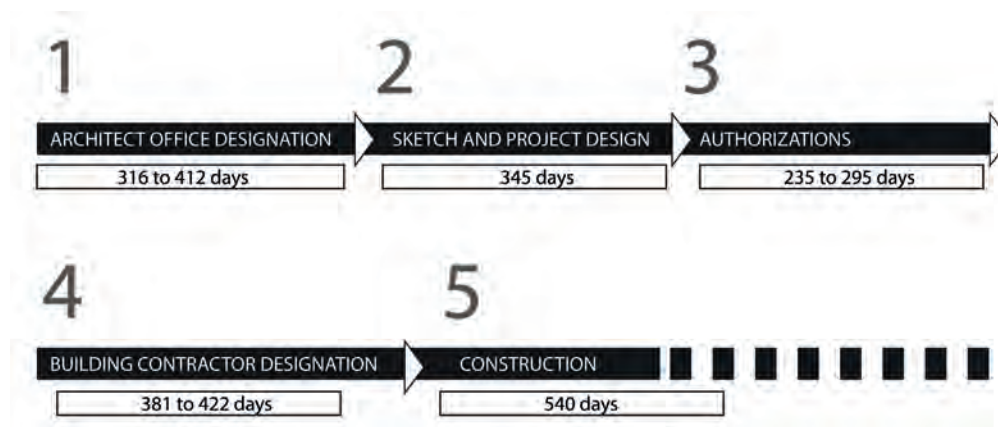 1 2 3
ARCHITECT OFFICE DESIGNATION SKETCH AND PROJECT DESIGN AUTHORIZATIONS
316 to 412 days 345 days 235 to 295 days
4 5
BUILDING CONTRACTOR DESIGNATION CONSTRUCTION
381 to 422 days 540 days